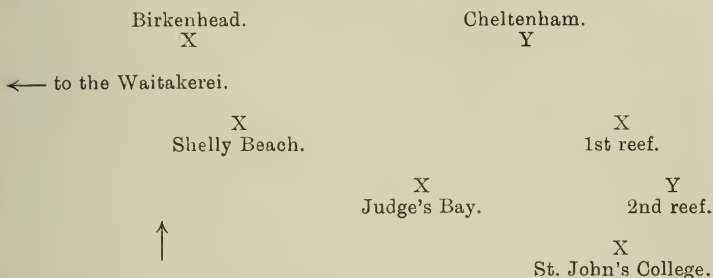 Birkenhead. Cheltenham.
X Y
← to the Waitakerei.
X X
Shelly Beach. 1st reef.
X Y
Judge's Bay. 2nd reef.
↑ X
St. John's College.